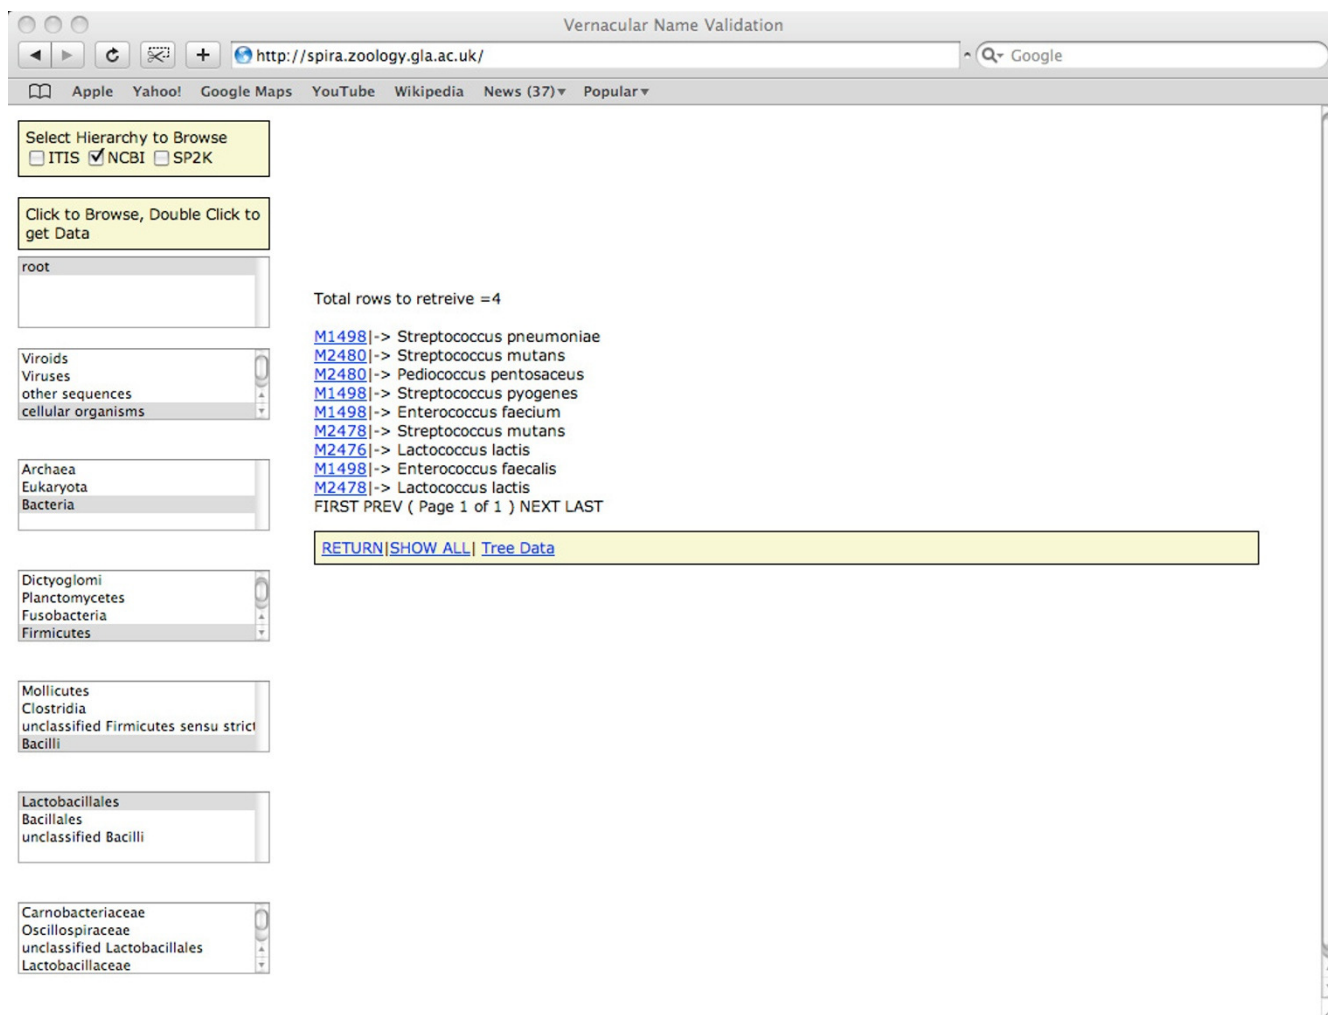 Vernacular Name Validation
http://spira.zoology.gla.ac.uk/
Google
Apple Yahoo! Google Maps YouTube Wikipedia News (37) Popular
Select Hierarchy to Browse
ITIS NCBI SP2K
Click to Browse, Double Click to
get Data
root
Viroids
Viruses
other sequences
cellular organisms
Archaea
Eukaryota
Bacteria
Dictyoglomi
Planctomycetes
Fusobacteria
Firmicutes
Mollicutes
Clostridia
unclassified Firmicutes sensu strict
Bacilli
Lactobacillales
Bacillales
unclassified Bacilli
Carnobacteriaceae
Oscillospiraceae
unclassified Lactobacillales
Lactobacillaceae
Total rows to retreive =4
M1498|-> Streptococcus pneumoniae
M2480|-> Streptococcus mutans
M2480|-> Pediococcus pentosaceus
M1498|-> Streptococcus pyogenes
M1498|-> Enterococcus faecium
M2478|-> Streptococcus mutans
M2476|-> Lactococcus lactis
M1498|-> Enterococcus faecalis
M2478|-> Lactococcus lactis
FIRST PREV ( Page 1 of 1 ) NEXT LAST
RETURN|SHOW ALL| Tree Data